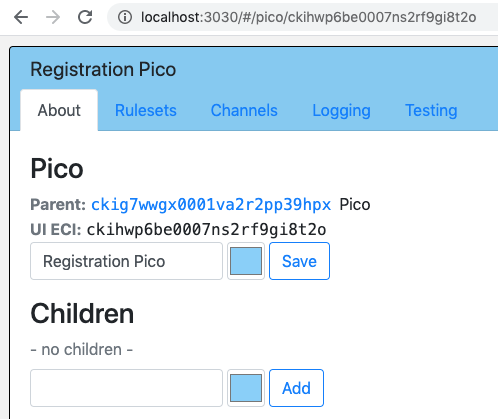 localhost:3030/#/pico/ckihwp6be0007ns2rf9gi8t2o
Registration Pico
About Rulesets Channels Logging Testing
Pico
Parent: ckig7wwgx0001va2r2pp39hpx Pico
UI ECI: ckihwp6be0007ns2rf9gi8t2o
Registration Pico Save
Children
- no children -
Add